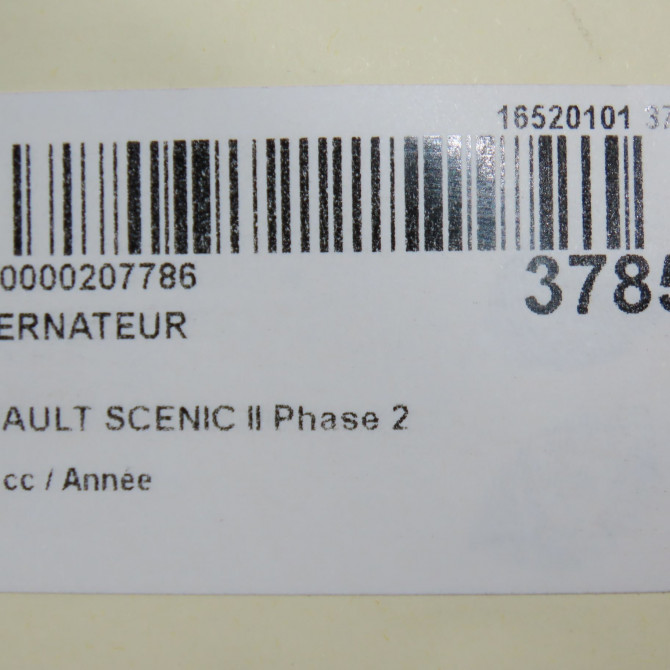 16520101 37
0000207786
3785
ERNATEUR
AULT SCENIC II Phase 2
cc / Année